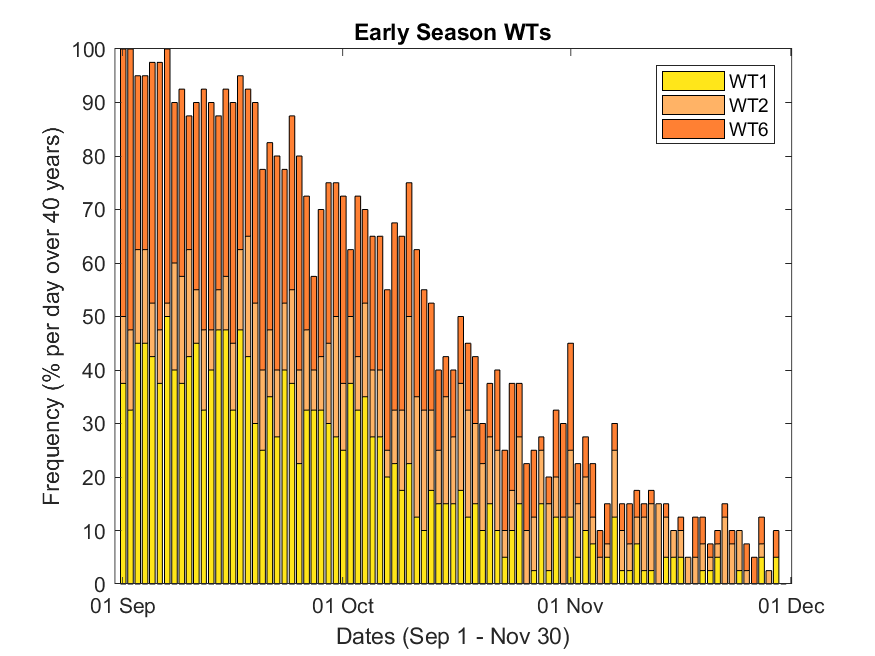 Early Season WTs
Frequency (% per day over 40 years)
100
90
80
70
60
50
40
30
20
10
0
WT1
WT2
WT6
01 Sep
01 Oct
01 Nov
01 Dec
Dates (Sep 1 - Nov 30)